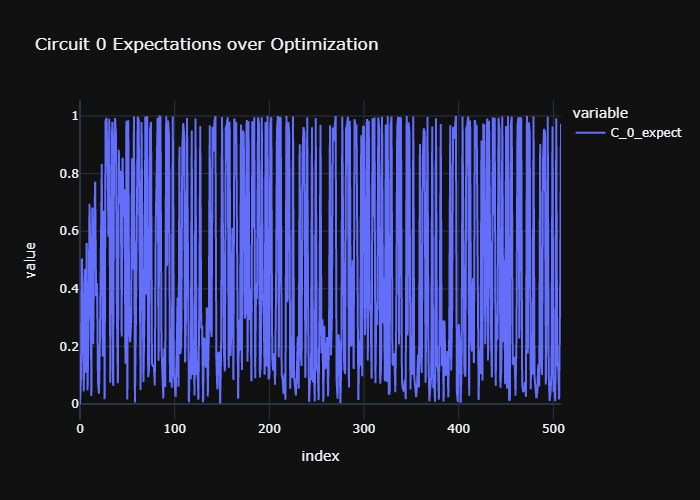 Circuit 0 Expectations over Optimization
variable
C_0_expect
value
1
0.8
0.6
0.4
0.2
0
0 100 200 300 400 500
index